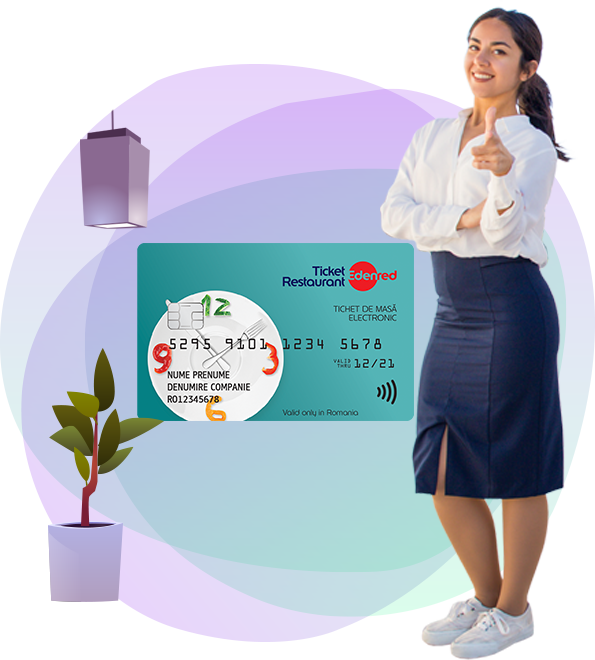 Ticket
Restaurant
Edenred
TICHET DE MASĂ
ELECTRONIC
12
9
3
6
5295 9101 1234 5678
VALID
THRU 12/21
NUME PRENUME
DENUMIRE COMPANIE
RO12345678
Valid only in Romania